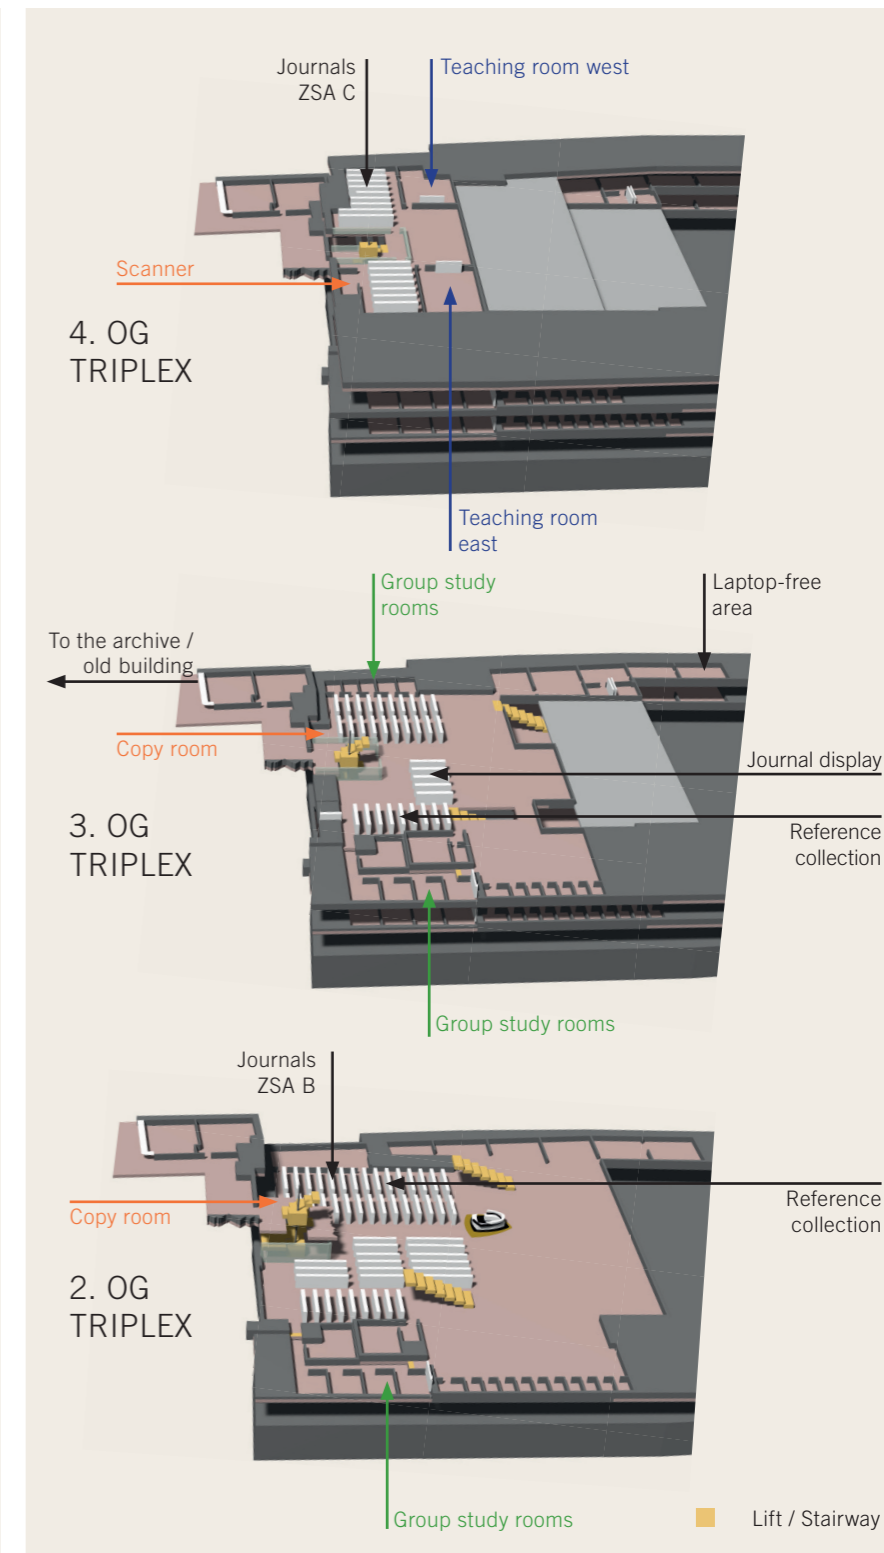 Journals
ZSA C
Teaching room west
Scanner
4. OG
TRIPLEX
Teaching room
east
Group study
rooms
Laptop-free
area
To the archive /
old building
Copy room
Journal display
3. OG
TRIPLEX
Reference
collection
Group study rooms
Journals
ZSA B
Copy room
Reference
collection
2. OG
TRIPLEX
Group study rooms
Lift / Stairway